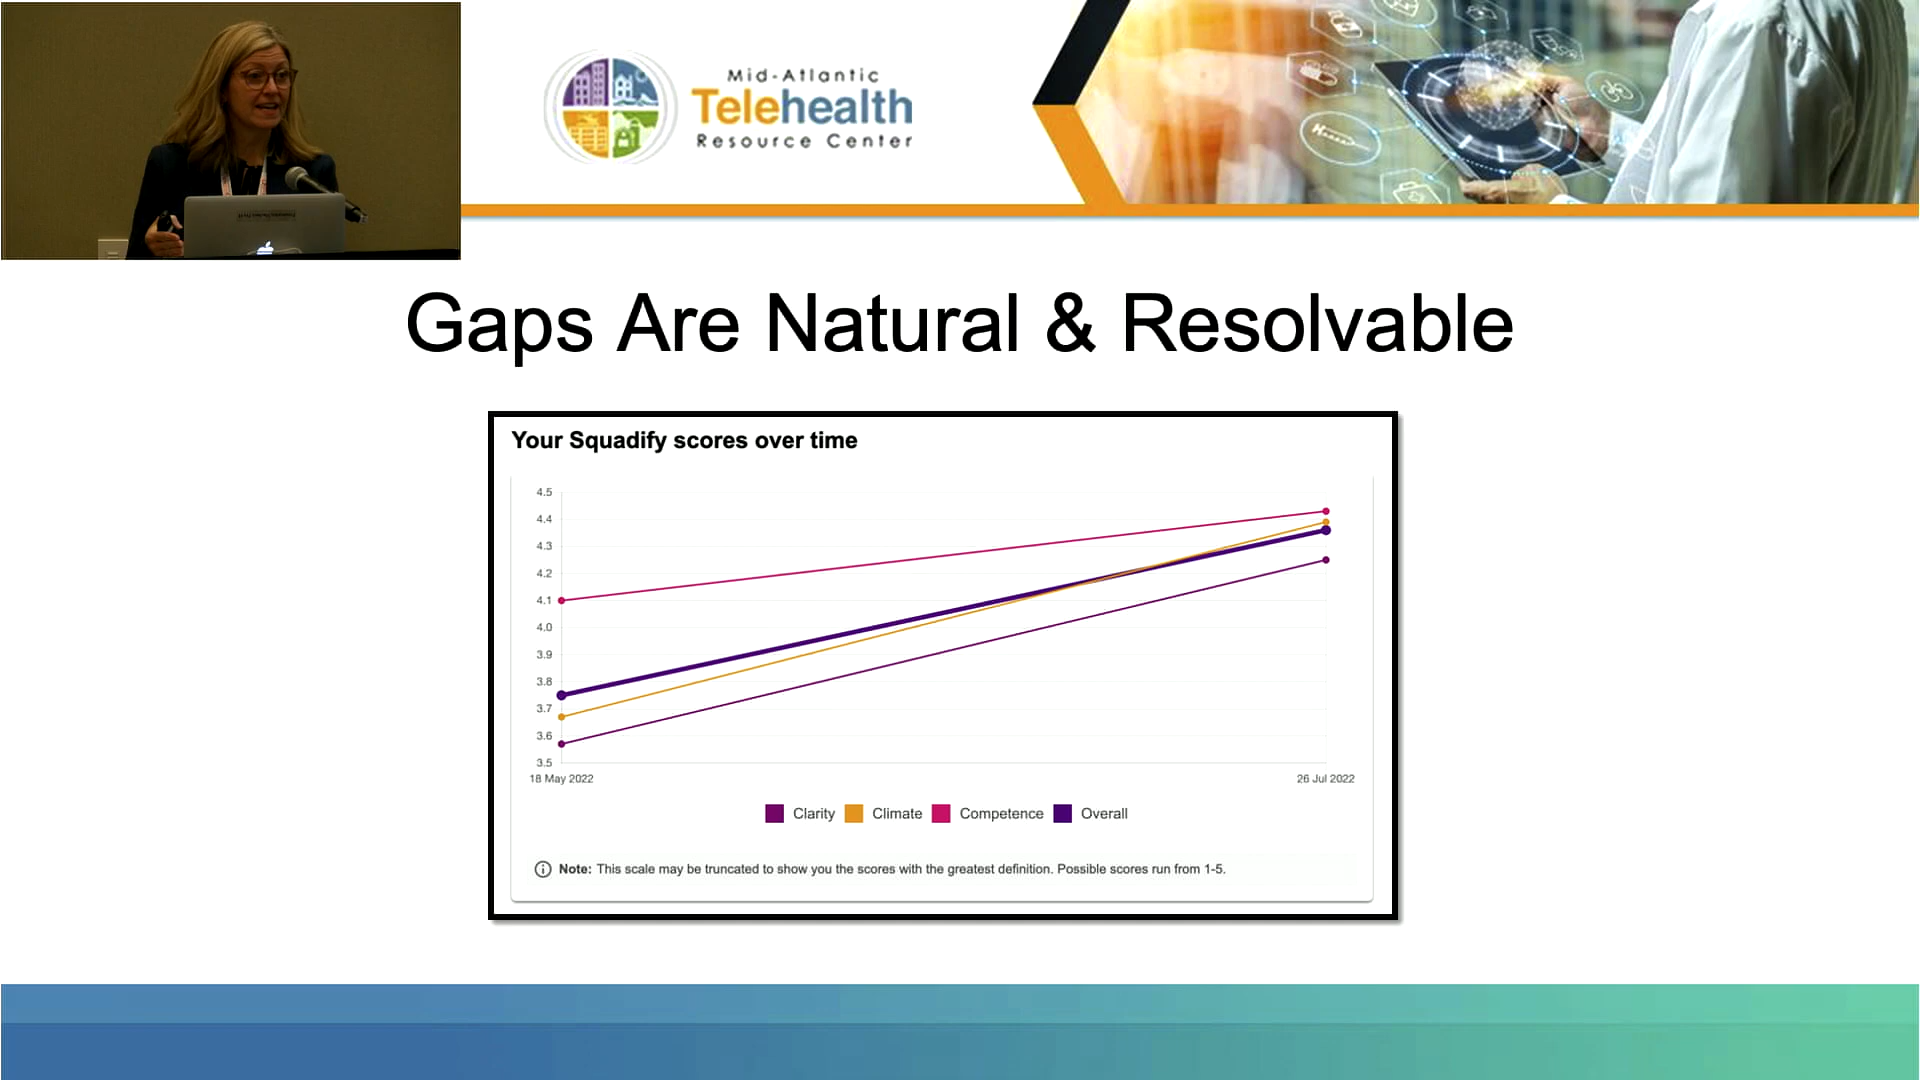 Mid-Atlantic
Telehealth
Resource Center
Gaps Are Natural & Resolvable
Your Squadify scores over time
4.5
4.4
4.3
4.2
4.1
4.0
3.9
3.8
3.7
3.6
3.5
18 May 2022
26 Jul 2022
Clarity
Climate
Competence
Overall
Note: This scale may be truncated to show you the scores with the greatest definition. Possible scores run from 1-5.